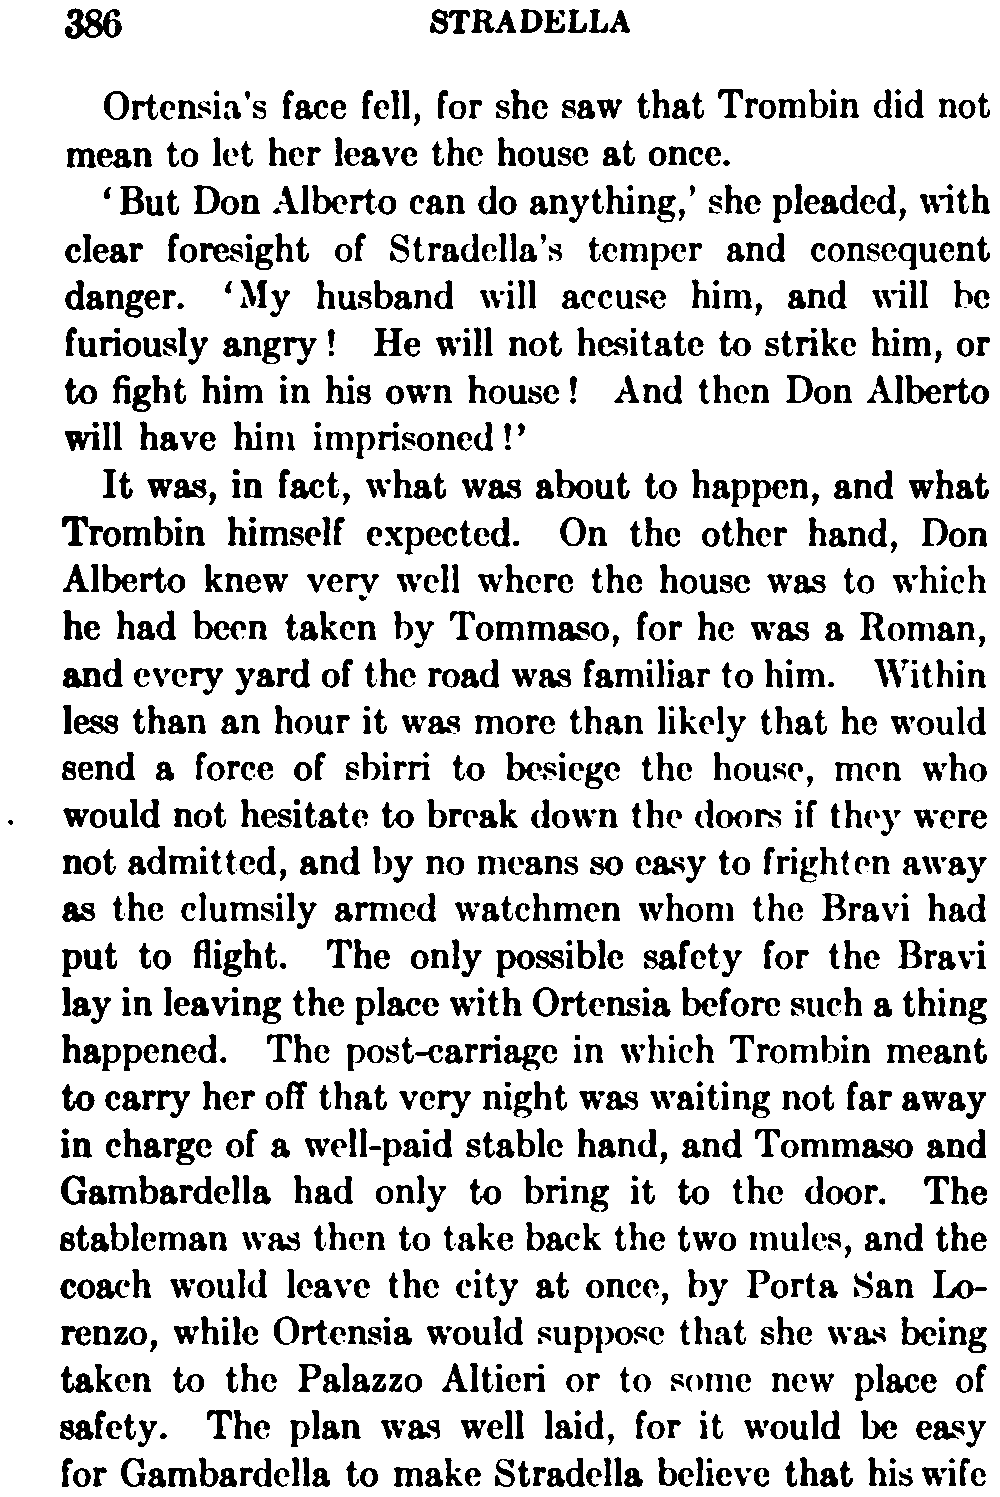 386 STRADELLA
Ortensia's face fell, for she saw that Trombin did not
mean to let her leave the house at once.
'But Don Alberto can do anything,' she pleaded, with
clear foresight of Stradella's temper and consequent
danger. 'My husband will accuse him, and will be
furiously angry! He will not hesitate to strike him, or
to fight him in his own house! And then Don Alberto
will have him imprisoned!'
It was, in fact, what was about to happen, and what
Trombin himself expected. On the other hand, Don
Alberto knew very well where the house was to which
he had been taken by Tommaso, for he was a Roman,
and every yard of the road was familiar to him. Within
less than an hour it was more than likely that he would
send a force of sbirri to besiege the house, men who
would not hesitate to break down the doors if they were
not admitted, and by no means so easy to frighten away
as the clumsily armed watchmen whom the Bravi had
put to flight. The only possible safety for the Bravi
lay in leaving the place with Ortensia before such a thing
happened. The post-carriage in which Trombin meant
to carry her off that very night was waiting not far away
in charge of a well-paid stable hand, and Tommaso and
Gambardella had only to bring it to the door. The
stableman was then to take back the two mules, and the
coach would leave the city at once, by Porta San Lo-
renzo, while Ortensia would suppose that she was being
taken to the Palazzo Altieri or to some new place of
safety. The plan was well laid, for it would be easy
for Gambardella to make Stradella believe that his wife